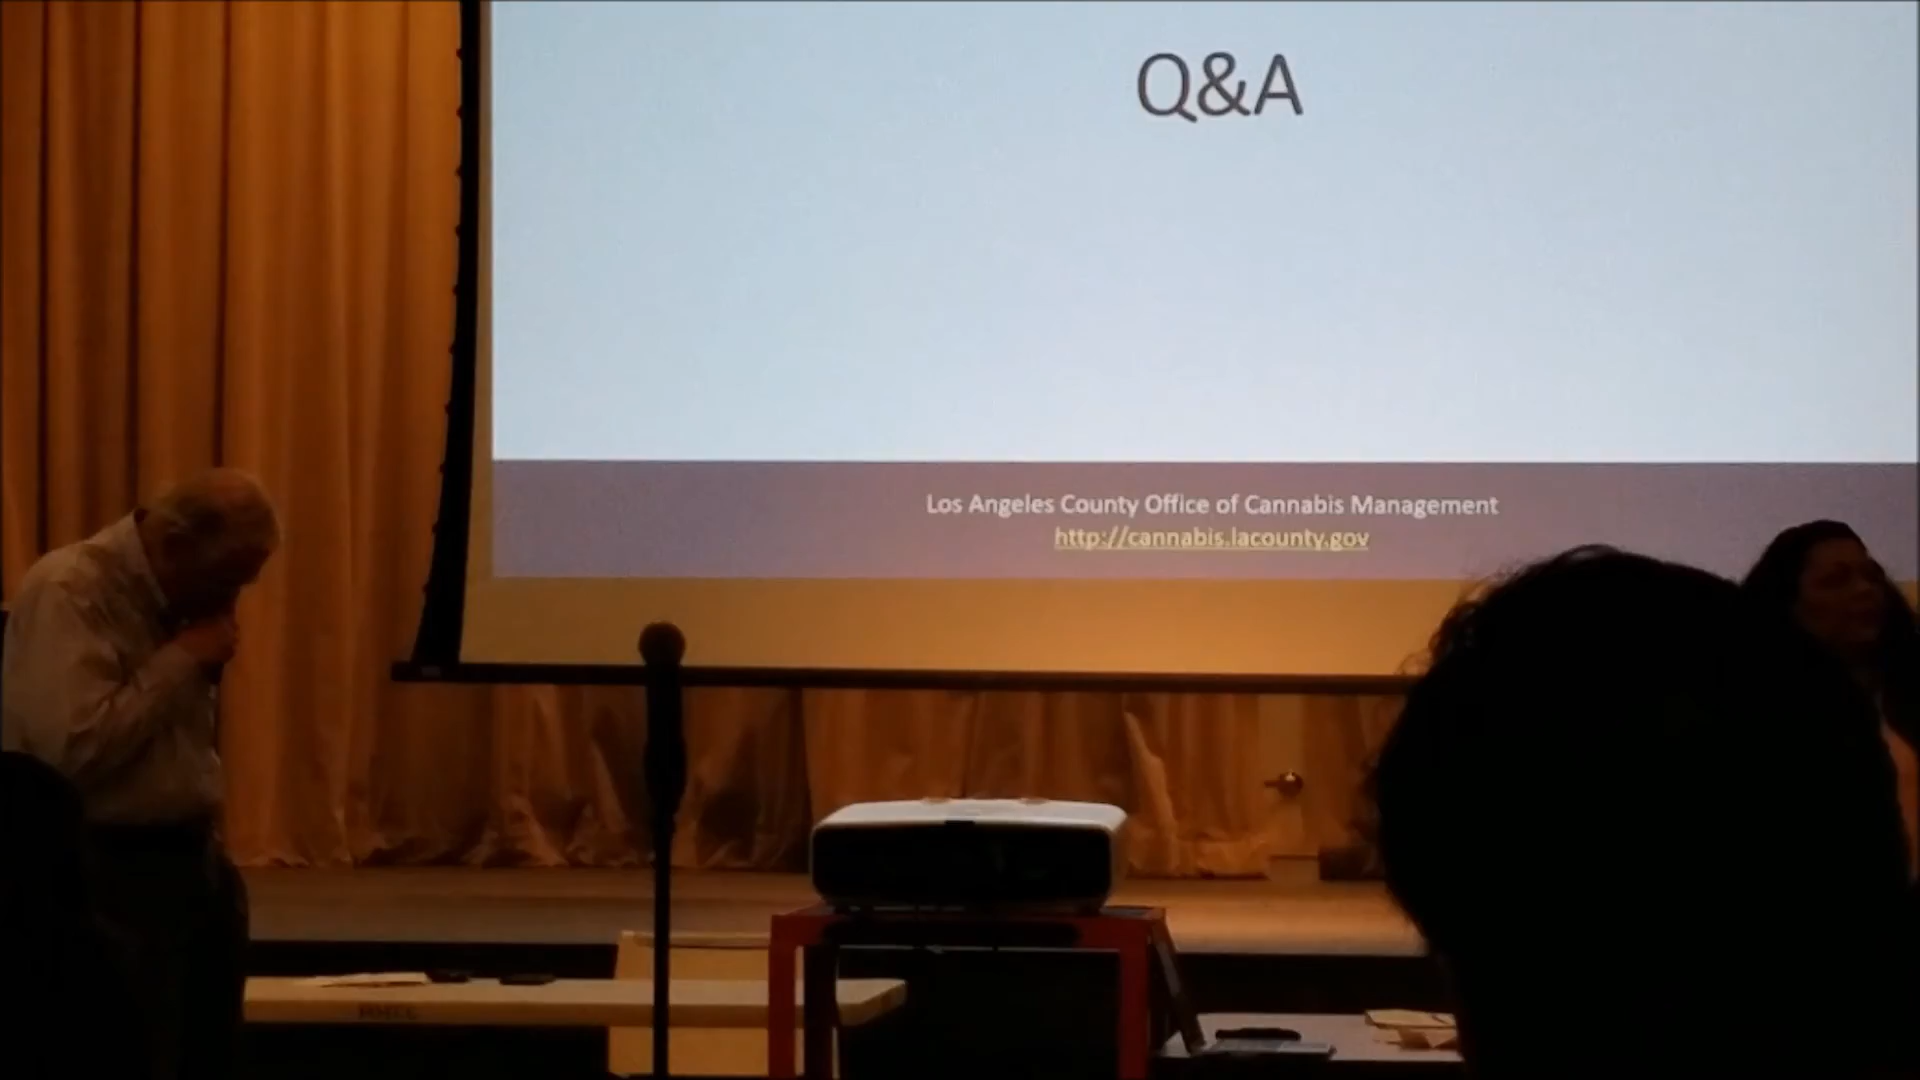 Q&A
Los Angeles County Office of Cannabis Management
http://cannabis.lacounty.gov